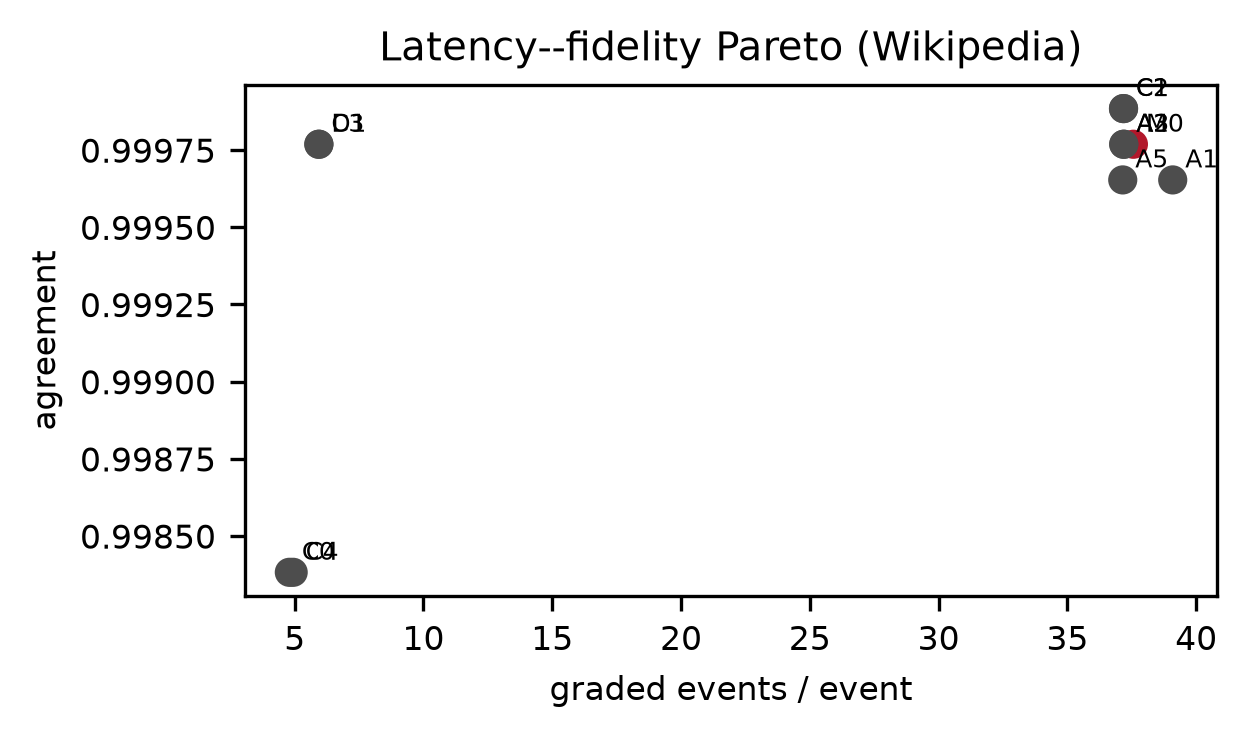 Latency--fidelity Pareto (Wikipedia)
agreement
0.99975
0.99950
0.99925
0.99900
0.99875
0.99850
A5
A1
C4
5 10 15 20 25 30 35 40
graded events / event